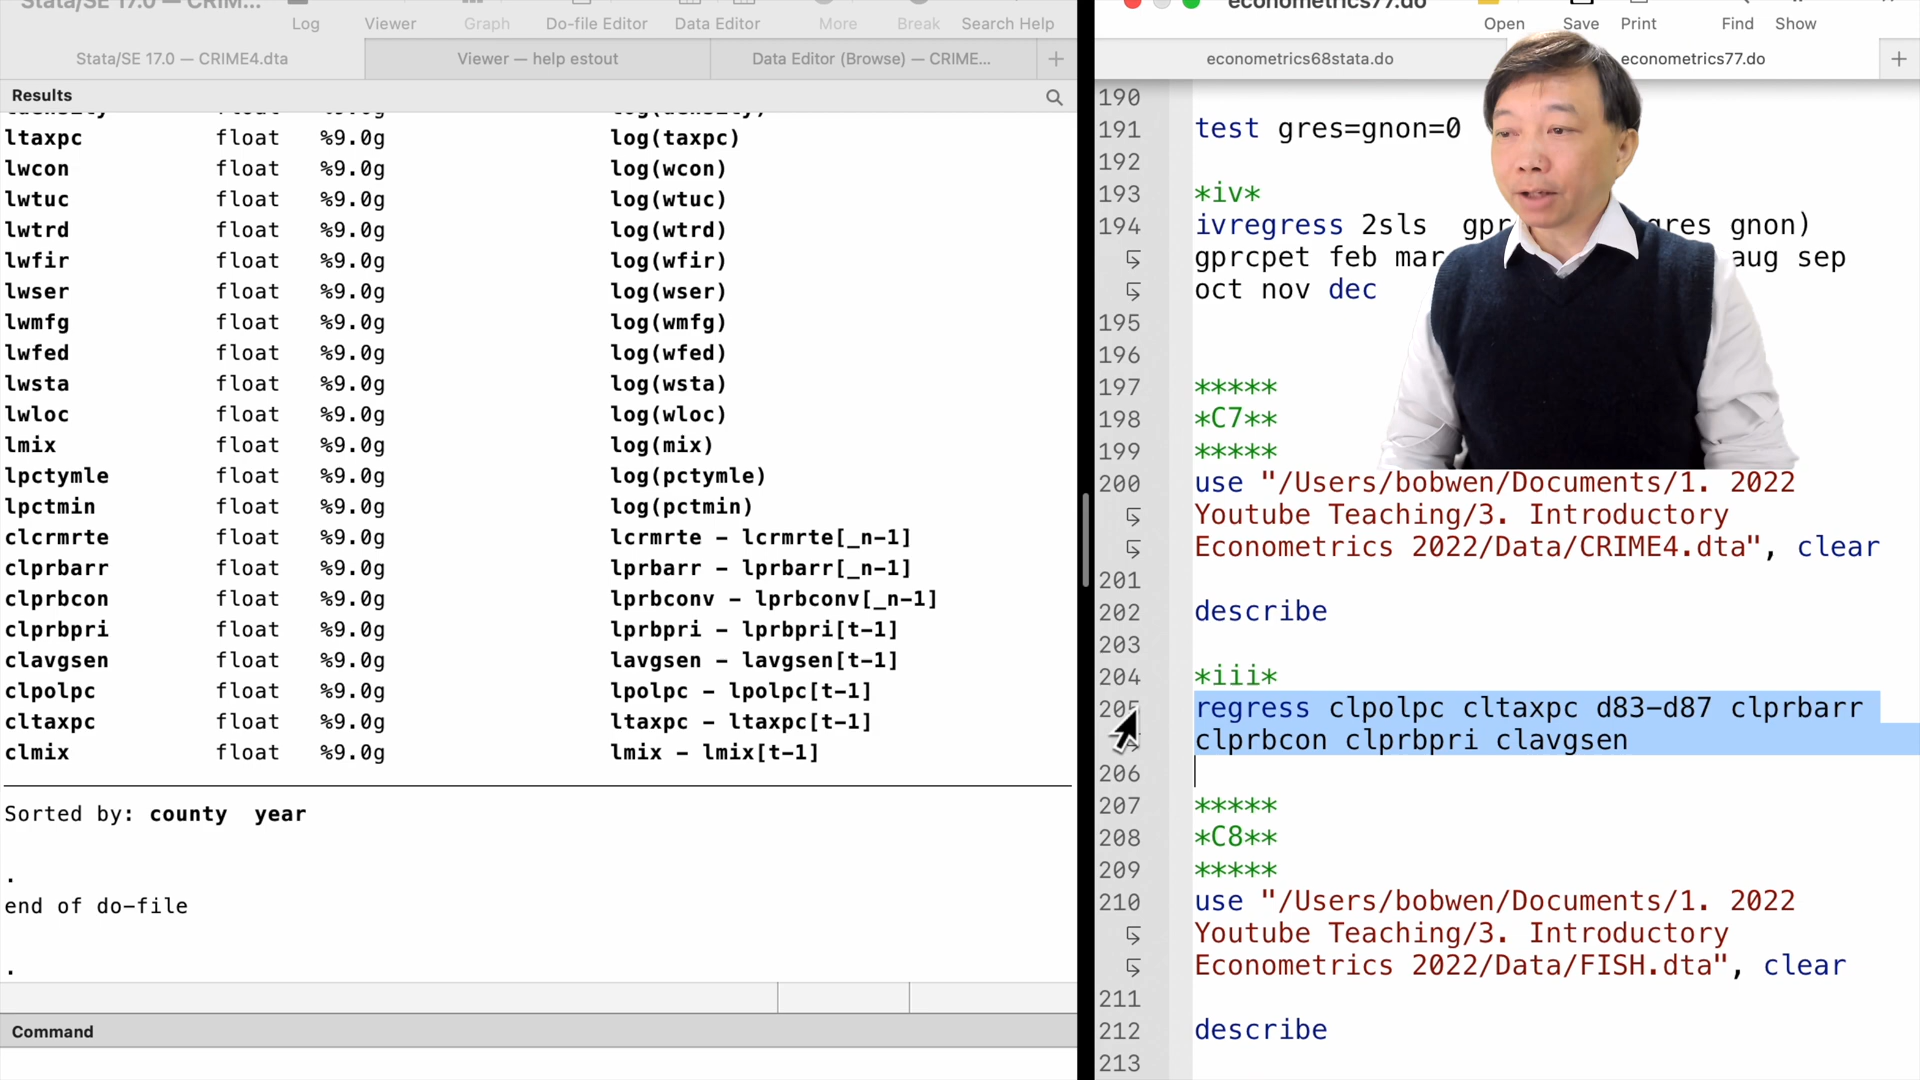 Stata/SE 17.0 — CRIM...
Log Viewer Graph Do-file Editor Data Editor More Break Search Help
Stata/SE 17.0 — CRIME4.dta Viewer — help estout Data Editor (Browse) — CRIME... +
Results
ldensity float %9.0g log(density)
ltaxpc float %9.0g log(taxpc)
lwcon float %9.0g log(wcon)
lwtuc float %9.0g log(wtuc)
lwtrd float %9.0g log(wtrd)
lwfir float %9.0g log(wfir)
lwser float %9.0g log(wser)
lwmfg float %9.0g log(wmfg)
lwfed float %9.0g log(wfed)
lwsta float %9.0g log(wsta)
lwloc float %9.0g log(wloc)
lmix float %9.0g log(mix)
lpctymle float %9.0g log(pctymle)
lpctmin float %9.0g log(pctmin)
clcrmrte float %9.0g lcrmrte - lcrmrte[_n-1]
clprbarr float %9.0g lprbarr - lprbarr[_n-1]
clprbcon float %9.0g lprbconv - lprbconv[_n-1]
clprbpri float %9.0g lprbpri - lprbpri[t-1]
clavgsen float %9.0g lavgsen - lavgsen[t-1]
clpolpc float %9.0g lpolpc - lpolpc[t-1]
cltaxpc float %9.0g ltaxpc - ltaxpc[t-1]
clmix float %9.0g lmix - lmix[t-1]
Sorted by: county year
.
end of do-file
.
Command
econometrics77.do
Open Save Print Find Show
econometrics68stata.do econometrics77.do +
190
191 test gres=gnon=0
192
193 *iv*
194 ivregress 2sls gres gnon)
gprcpet feb mar aug sep
oct nov dec
195
196
197 *****
198 *C7**
199 *****
200 use "/Users/bobwen/Documents/1. 2022
Youtube Teaching/3. Introductory
Econometrics 2022/Data/CRIME4.dta", clear
201
202 describe
203
204 *iii*
205 regress clpolpc cltaxpc d83-d87 clprbarr
clprbcon clprbpri clavgsen
206
207 *****
208 *C8**
209 *****
210 use "/Users/bobwen/Documents/1. 2022
Youtube Teaching/3. Introductory
Econometrics 2022/Data/FISH.dta", clear
211
212 describe
213